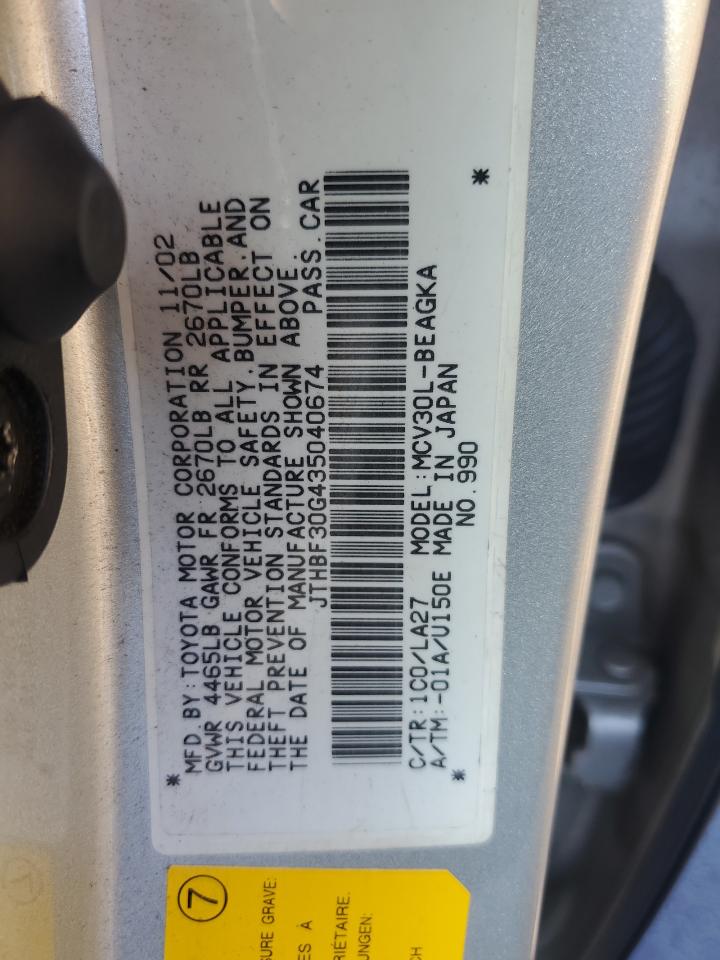 MFD.BY:TOYOTA MOTOR CORPORATION 11/02
GVWR 4465LB GAWR FR 2670LB RR 2670LB
THIS VEHICLE CONFORMS TO ALL APPLICABLE
FEDERAL MOTOR VEHICLE SAFETY,BUMPER,AND
THEFT PREVENTION STANDARDS IN EFFECT ON
THE DATE OF MANUFACTURE SHOWN ABOVE.
JTHBF30G435040674 PASS.CAR
C/TR:1C0/LA27 MODEL:MCV30L-BEAGKA
A/TM:-01A/U150E MADE IN JAPAN
NO.990
7
SURE GRAVE:
ES À
RIÉTAIRE.
UNGEN:
CH